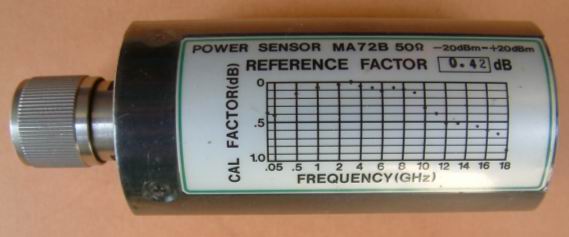 POWER SENSOR MA72B 50Ω -20dBm-+20dBm
REFERENCE FACTOR 0.42 dB
CAL FACTOR(dB)
0
.5
1.0
.05 .5 1 2 4 6 8 10 12 14 16 18
FREQUENCY(GHz)